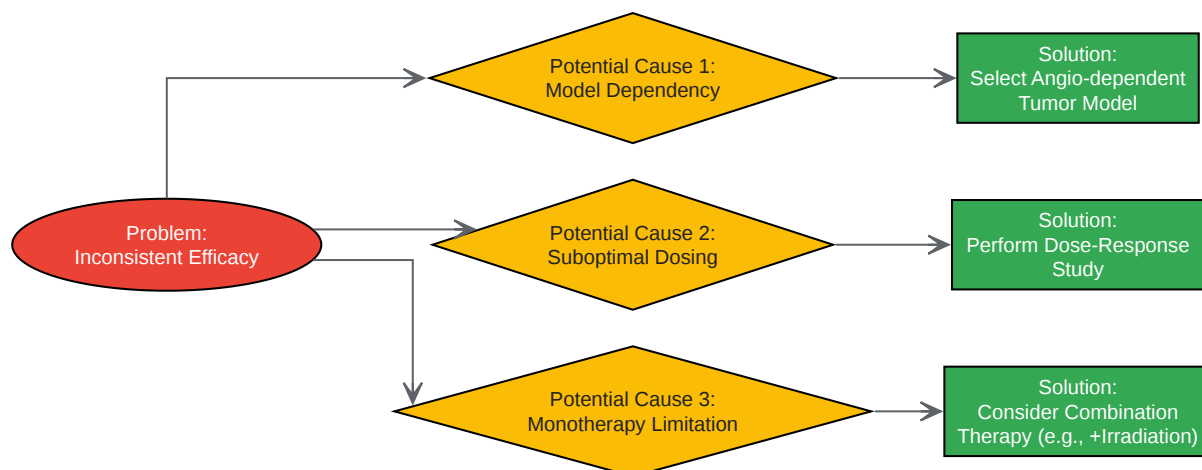 Potential Cause 1:
Model Dependency
Solution:
Select Angio-dependent
Tumor Model
Problem:
Inconsistent Efficacy
Potential Cause 2:
Suboptimal Dosing
Solution:
Perform Dose-Response
Study
Potential Cause 3:
Monotherapy Limitation
Solution:
Consider Combination
Therapy (e.g., +Irradiation)